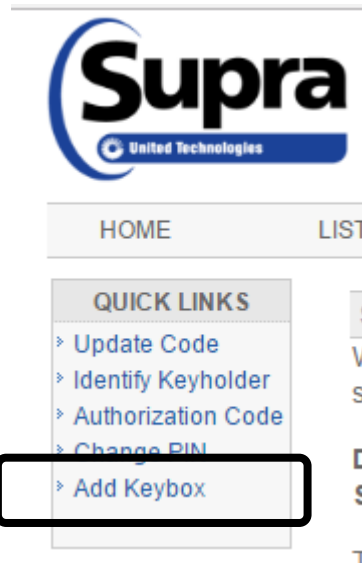 Supra
United Technologies
HOME LIST
QUICK LINKS
Update Code
Identify Keyholder
Authorization Code
Change PIN
Add Keybox